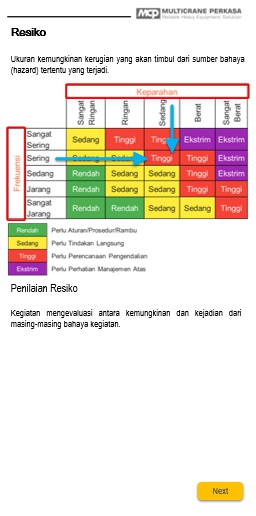 MCP MULTICRANE PERKASA
Reliable Heavy Equipment Solution
Resiko
Ukuran kemungkinan kerugian yang akan timbul dari sumber bahaya
(hazard) tertentu yang terjadi.
Keparahan
Sangat Ringan Ringan Sedang Berat Sangat Berat
Frekuensi
Sangat Sering Sedang Tinggi Tinggi Ekstrim Ekstrim
Sering Sedang Sedang Tinggi Tinggi Ekstrim
Sedang Rendah Sedang Sedang Tinggi Ekstrim
Jarang Rendah Sedang Sedang Tinggi Tinggi
Sangat Jarang Rendah Rendah Sedang Sedang Tinggi
Rendah Perlu Aturan/Prosedur/Rambu
Sedang Perlu Tindakan Langsung
Tinggi Perlu Perencanaan Pengendalian
Ekstrim Perlu Perhatian Manajemen Atas
Penilaian Resiko
Kegiatan mengevaluasi antara kemungkinan dan kejadian dari
masing-masing bahaya kegiatan.
Next